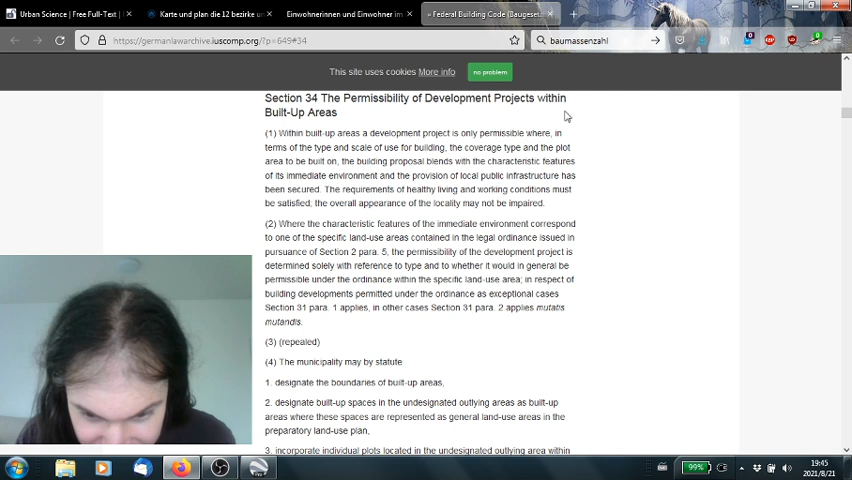 Urban Science | Free Full-Text |
Karte und plan die 12 bezirke un
Einwohnerinnen und Einwohner im
» Federal Building Code (Baugeset
https://germanlawarchive.iuscomp.org/?p=649#34
baumassenzahl
This site uses cookies More info
no problem
Section 34 The Permissibility of Development Projects within
Built-Up Areas
(1) Within built-up areas a development project is only permissible where, in
terms of the type and scale of use for building, the coverage type and the plot
area to be built on, the building proposal blends with the characteristic features
of its immediate environment and the provision of local public infrastructure has
been secured. The requirements of healthy living and working conditions must
be satisfied; the overall appearance of the locality may not be impaired.
(2) Where the characteristic features of the immediate environment correspond
to one of the specific land-use areas contained in the legal ordinance issued in
pursuance of Section 2 para. 5, the permissibility of the development project is
determined solely with reference to type and to whether it would in general be
permissible under the ordinance within the specific land-use area; in respect of
building developments permitted under the ordinance as exceptional cases
Section 31 para. 1 applies, in other cases Section 31 para. 2 applies mutatis
mutandis.
(3) (repealed)
(4) The municipality may by statute
1. designate the boundaries of built-up areas,
2. designate built-up spaces in the undesignated outlying areas as built-up
areas where these spaces are represented as general land-use areas in the
preparatory land-use plan,
3. incorporate individual plots located in the undesignated outlying area within
99%
19:45
2021/8/21